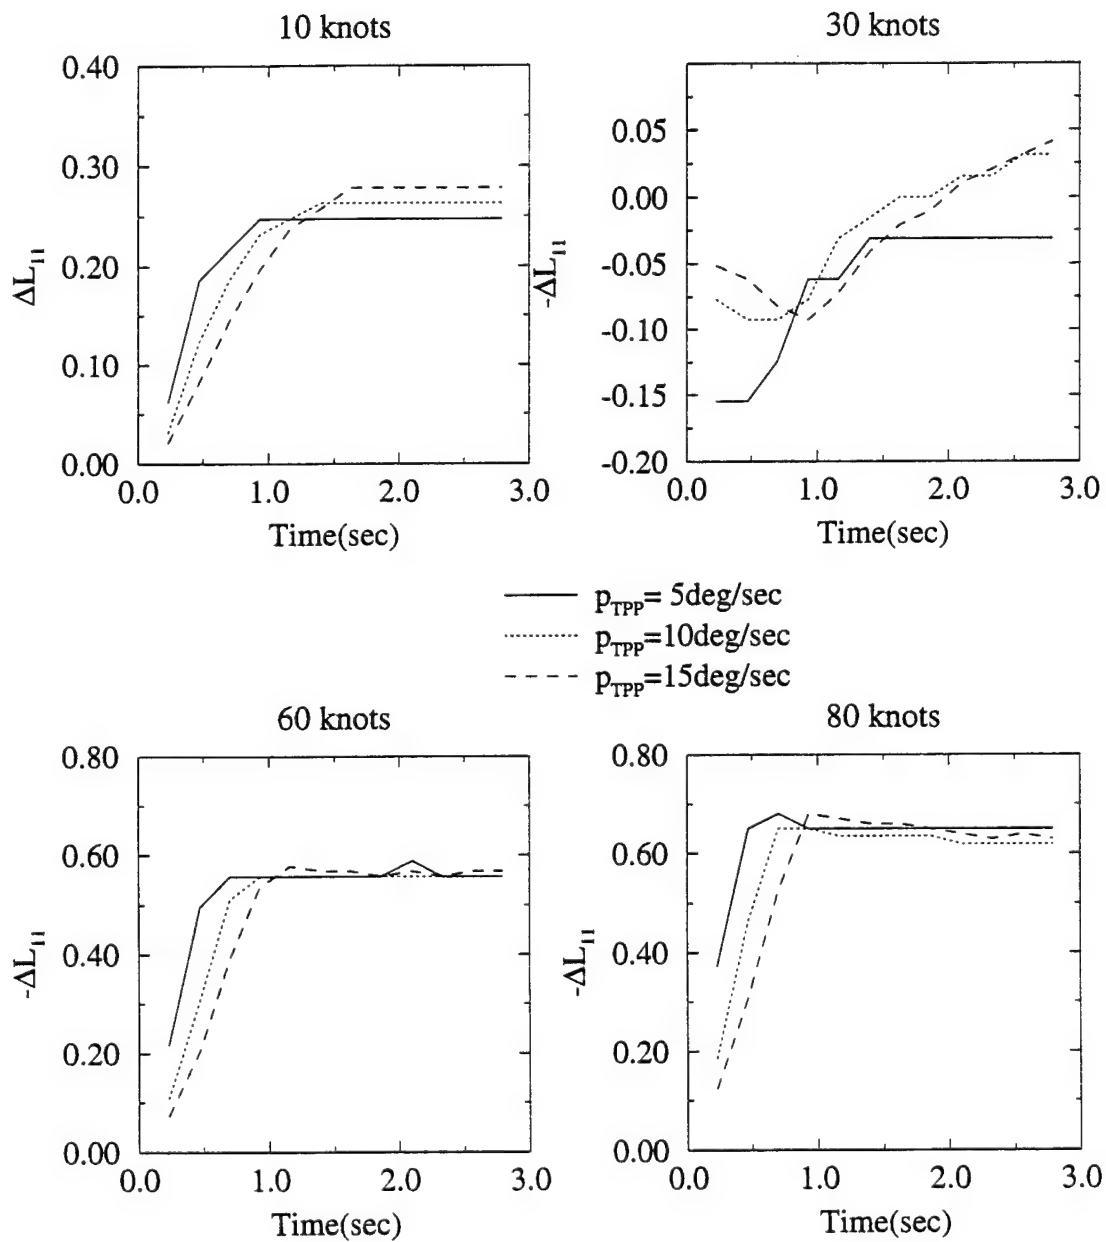 10 knots
0.40
0.30
0.20
0.10
0.00
ΔL₁₁
0.0 1.0 2.0 3.0
Time(sec)
30 knots
0.05
0.00
-0.05
-0.10
-0.15
-0.20
-ΔL₁₁
0.0 1.0 2.0 3.0
Time(sec)
p_TPP= 5deg/sec
p_TPP=10deg/sec
p_TPP=15deg/sec
60 knots
0.80
0.60
0.40
0.20
0.00
-ΔL₁₁
0.0 1.0 2.0 3.0
Time(sec)
80 knots
0.80
0.60
0.40
0.20
0.00
-ΔL₁₁
0.0 1.0 2.0 3.0
Time(sec)